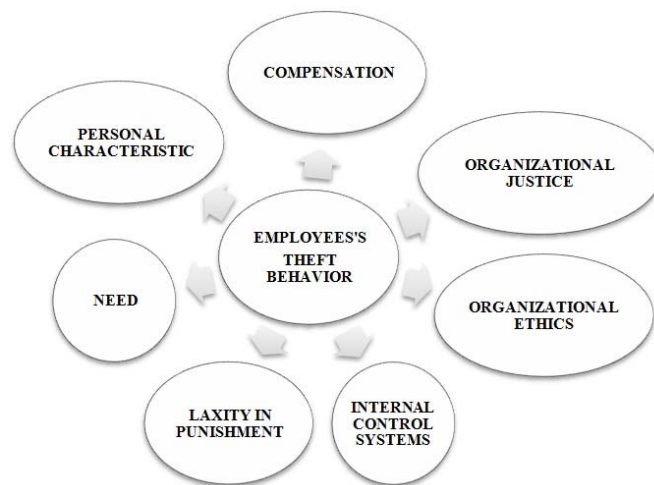 COMPENSATION
PERSONAL
CHARACTERISTIC
ORGANIZATIONAL
JUSTICE
EMPLOYEES'S
THEFT
BEHAVIOR
NEED
ORGANIZATIONAL
ETHICS
LAXITY IN
PUNISHMENT
INTERNAL
CONTROL
SYSTEMS